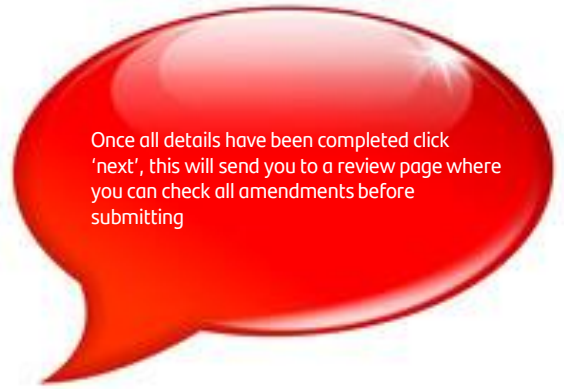 Once all details have been completed click
‘next’, this will send you to a review page where
you can check all amendments before
submitting